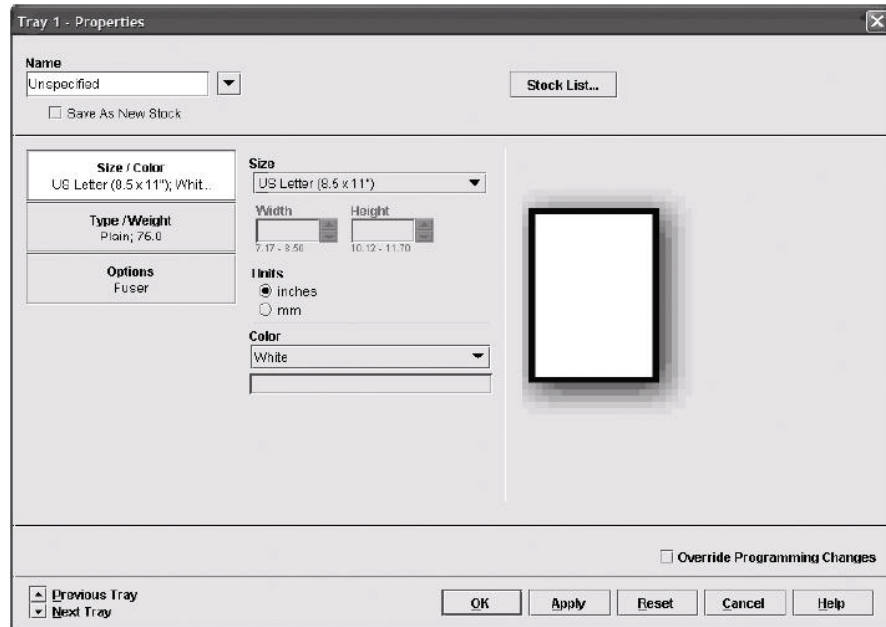 Tray 1 - Properties
Name
Unspecified
Stock List...
Save As New Stock
Size / Color
US Letter (8.5 x 11"); Whit...
Type / Weight
Plain; 76.0
Options
Fuser
Size
US Letter (8.5 x 11")
Width Height
7.17 - 8.50 10.12 - 11.70
Units
inches
mm
Color
White
Override Programming Changes
Previous Tray
Next Tray
OK Apply Reset Cancel Help